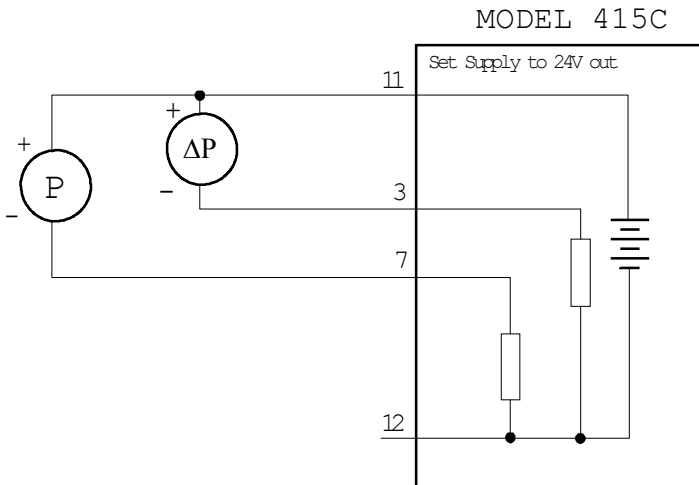 MODEL 415C
Set Supply to 24V out
11
+
+
ΔP
P
-
-
3
7
12